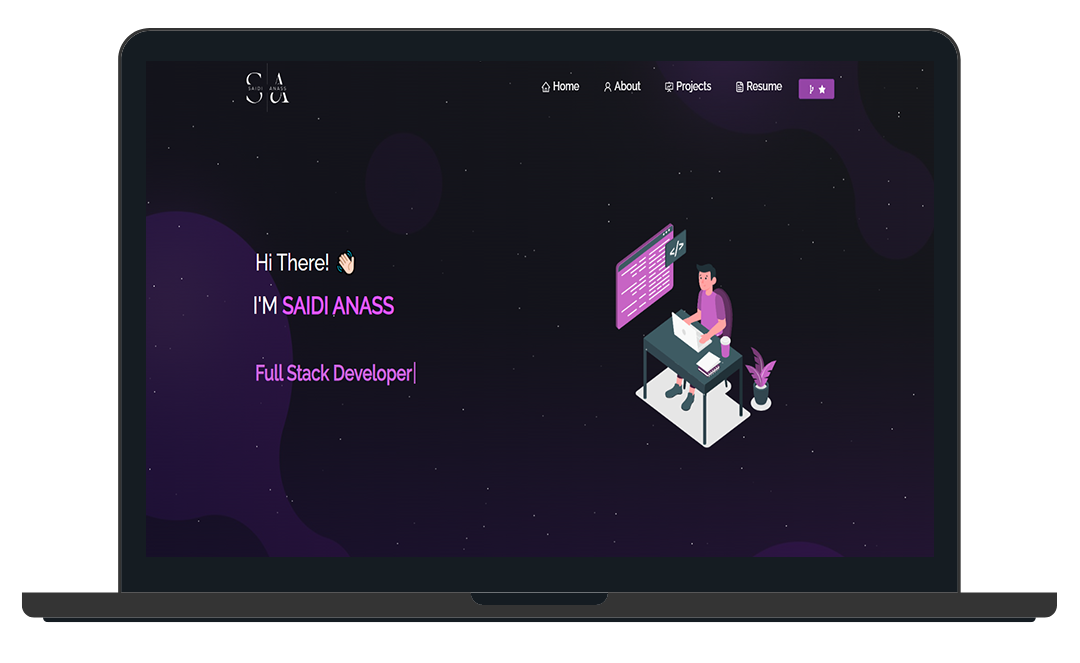 S A
SAIDI ANASS
Home About Projects Resume
Hi There! 👋🏻
I'M SAIDI ANASS
Full Stack Developer|
</>